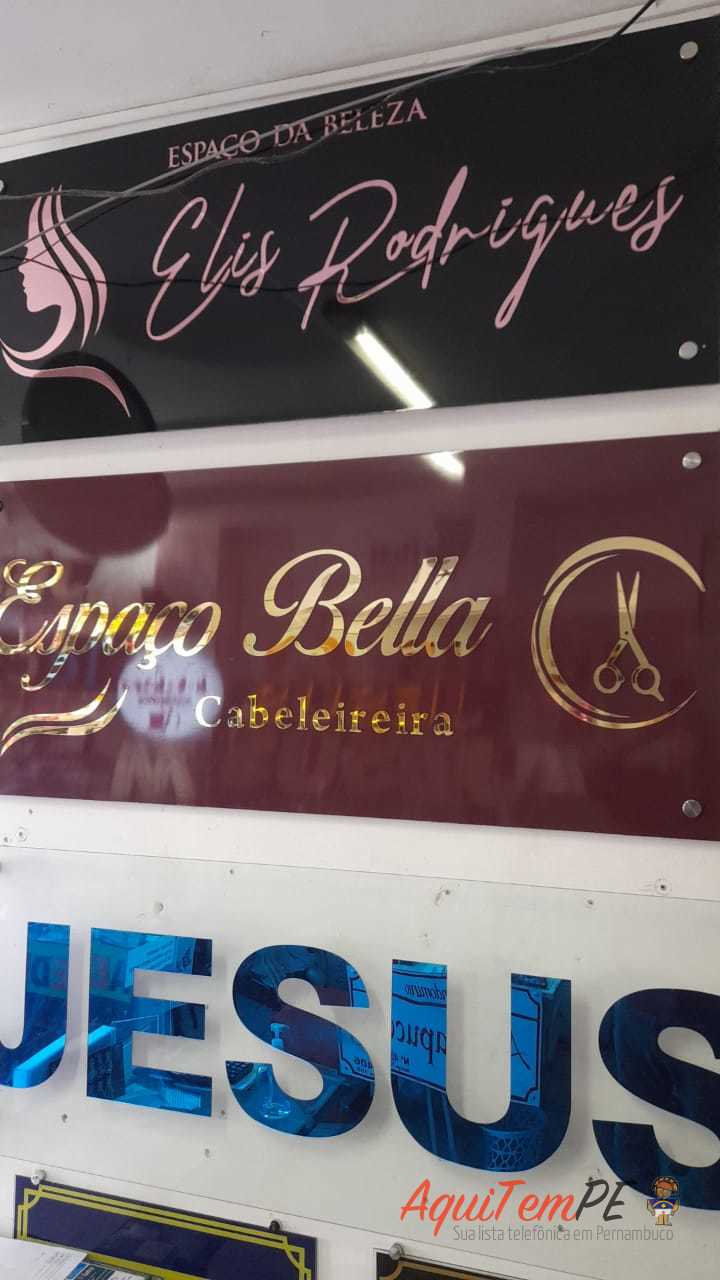 ESPAÇO DA BELEZA
Elis Rodrigues
Espaço Bella
Cabeleireira
JESUS
AquiTemPE
Sua lista telefônica em Pernambuco